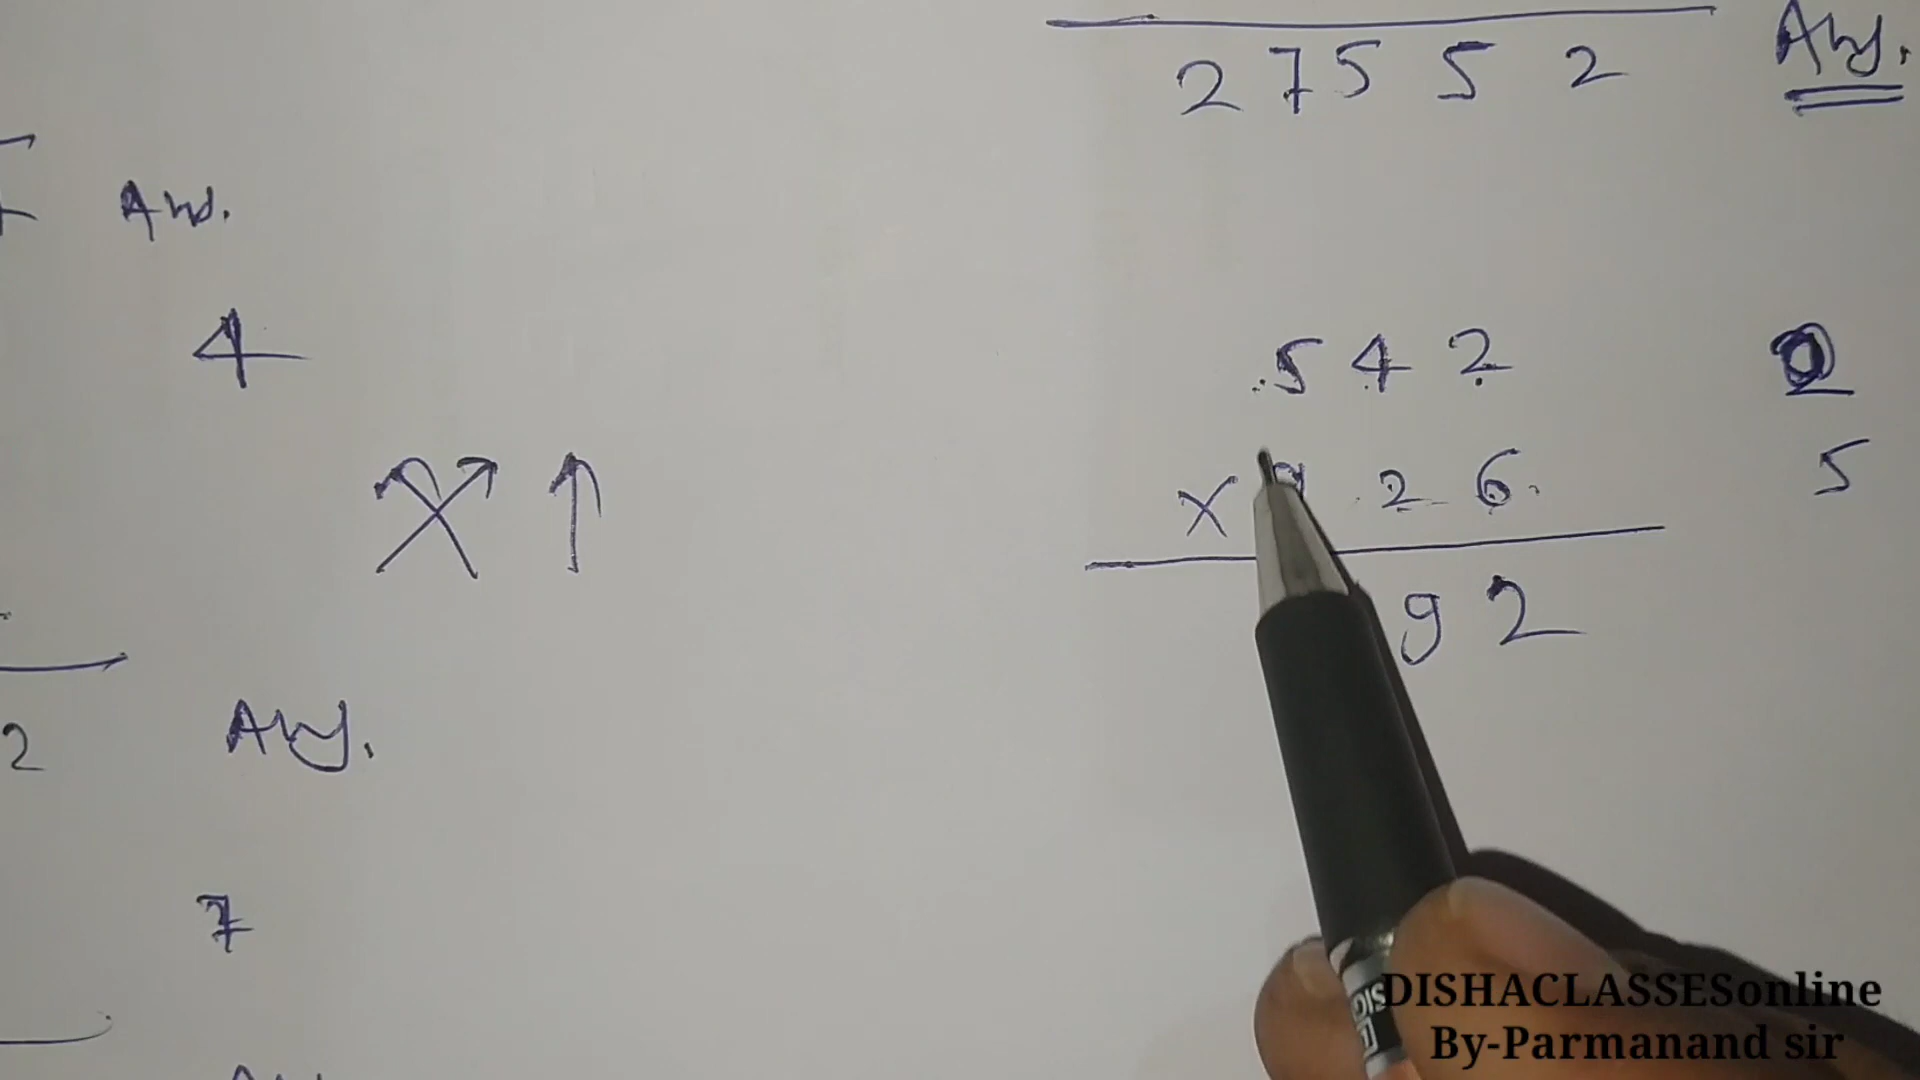 27552 Ans.
Ans.
4
542
× 26
5
92
2 Ans.
7
DISHACLASSESonline
By-Parmanand sir